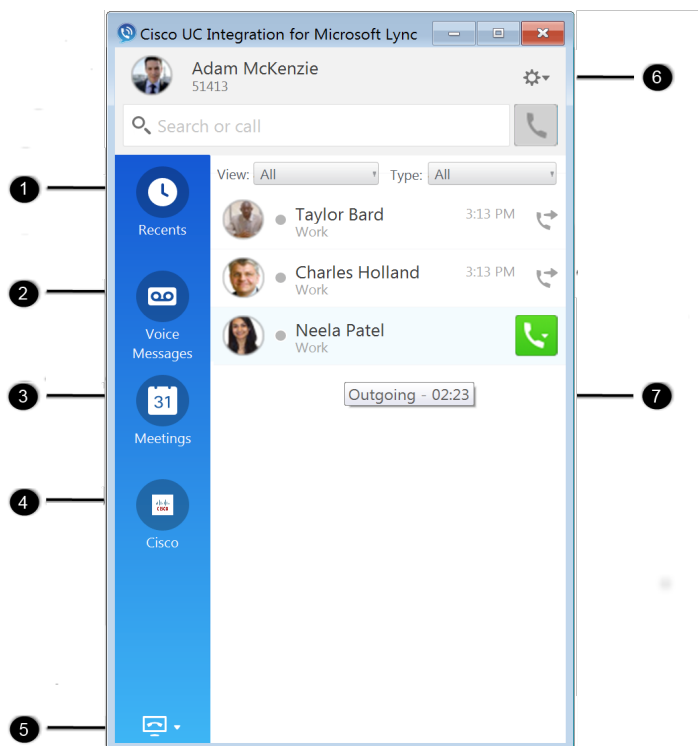 Cisco UC Integration for Microsoft Lync
Adam McKenzie
51413
6
Search or call
View: All Type: All
1
Recents
Taylor Bard 3:13 PM
Work
Charles Holland 3:13 PM
Work
2
Voice
Messages
Neela Patel
Work
3
31
Meetings
Outgoing - 02:23
7
4
CISCO
Cisco
5